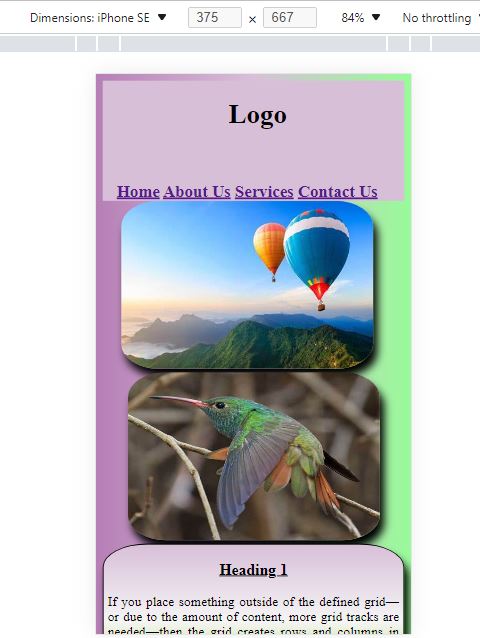 Dimensions: iPhone SE ▼ 375 × 667 84% ▼ No throttling
Logo
Home About Us Services Contact Us
Heading 1
If you place something outside of the defined grid—
or due to the amount of content, more grid tracks are
needed—then the grid creates rows and columns in